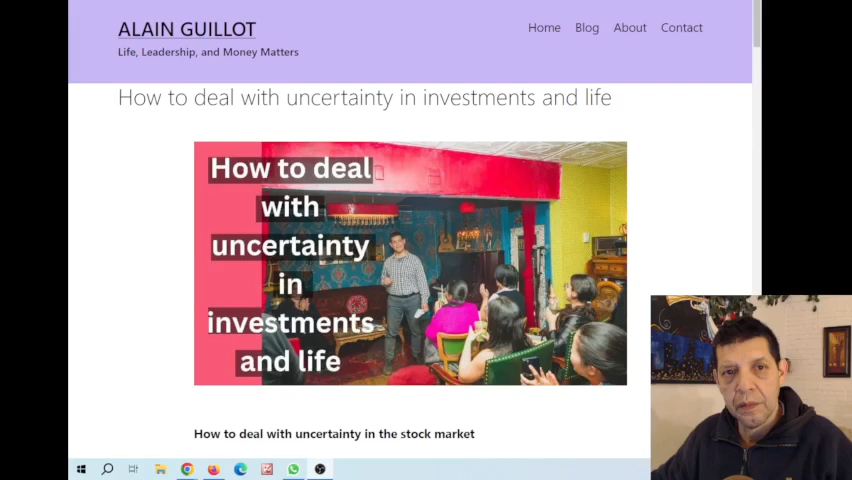 ALAIN GUILLOT
Life, Leadership, and Money Matters
Home Blog About Contact
How to deal with uncertainty in investments and life
How to deal
with
uncertainty
in
investments
and life
How to deal with uncertainty in the stock market